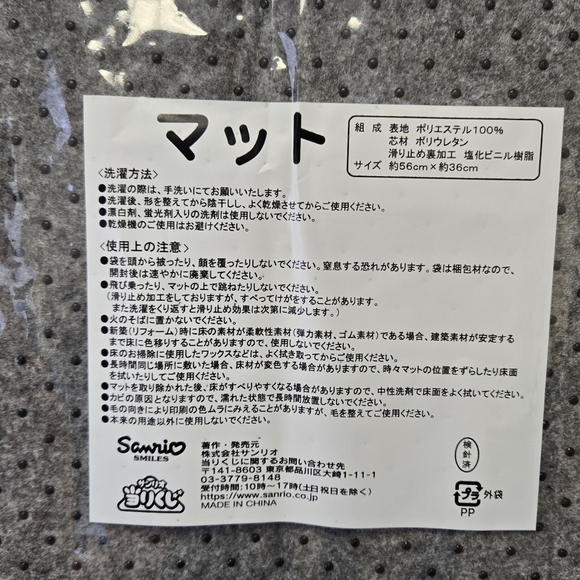 マット
組 成 表地 ポリエステル100%
芯材 ポリウレタン
滑り止め裏加工 塩化ビニル樹脂
サイズ 約56cm×約36cm
<洗濯方法>
●洗濯の際は、手洗いにてお願いいたします。
●洗濯後、形を整えてから陰干しし、よく乾燥させてからご使用ください。
●漂白剤、蛍光剤入りの洗剤は使用しないでください。
●乾燥機のご使用はお避けください。
<使用上の注意>
●袋を頭から被ったり、顔を覆ったりしないでください。窒息する恐れがあります。袋は梱包材なので、
開封後は速やかに廃棄してください。
●飛び乗ったり、マットの上で跳ねたりしないでください。
(滑り止め加工をしておりますが、すべってけがをすることがあります。
また洗濯をくり返すと滑り止め効果は次第に減少します。)
●火のそばに置かないでください。
●新築(リフォーム)時に床の素材が柔軟性素材(弾力素材、ゴム素材)である場合、建築素材が安定する
まで床に色移りすることがありますので、使用しないでください。
●床のお掃除に使用したワックスなどは、よく拭き取ってからご使用ください。
●長時間同じ場所に敷いた場合、床材が変色する場合がありますので、時々マットの位置をずらしたり床面
を拭いたりしてご使用ください。
●マットを取り除かれた後、床がすべりやすくなる場合がありますので、中性洗剤で床面をよく拭いてください。
●カビの原因となりますので、濡れた状態で長時間放置しないでください。
●毛の向きにより印刷の色ムラにみえることがありますが、毛を整えてご使用ください。
●本来の用途以外に使用しないでください。
Sanrio
SMILES
サンリオ
当りくじ
著作・発売元
株式会社サンリオ
当りくじに関するお問い合わせ先
〒141-8603 東京都品川区大崎1-11-1
03-3779-8148
受付時間:10時~17時(土日祝日を除く)
https://www.sanrio.co.jp
MADE IN CHINA
検針済
プラ 外袋
PP